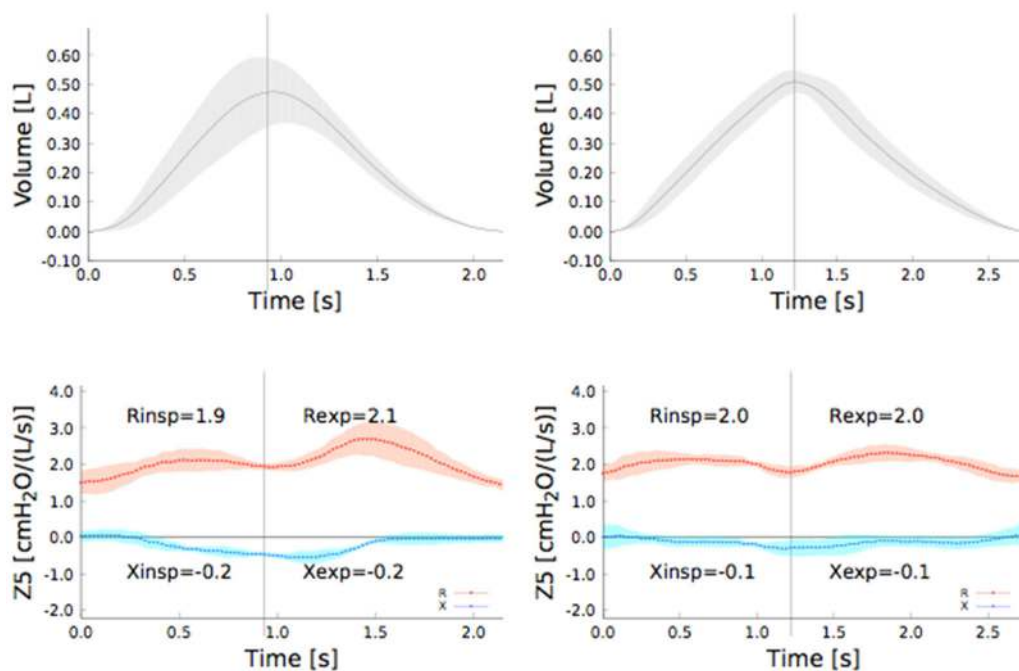 Volume [L]
0.60
0.50
0.40
0.30
0.20
0.10
0.00
-0.10
0.0 0.5 1.0 1.5 2.0
Time [s]
Volume [L]
0.60
0.50
0.40
0.30
0.20
0.10
0.00
-0.10
0.0 0.5 1.0 1.5 2.0 2.5
Time [s]
Z5 [cmH₂O/(L/s)]
4.0
3.0
2.0
1.0
0.0
-1.0
-2.0
Rinsp=1.9 Rexp=2.1
Xinsp=-0.2 Xexp=-0.2
R
X
0.0 0.5 1.0 1.5 2.0
Time [s]
Z5 [cmH₂O/(L/s)]
4.0
3.0
2.0
1.0
0.0
-1.0
-2.0
Rinsp=2.0 Rexp=2.0
Xinsp=-0.1 Xexp=-0.1
R
X
0.0 0.5 1.0 1.5 2.0 2.5
Time [s]